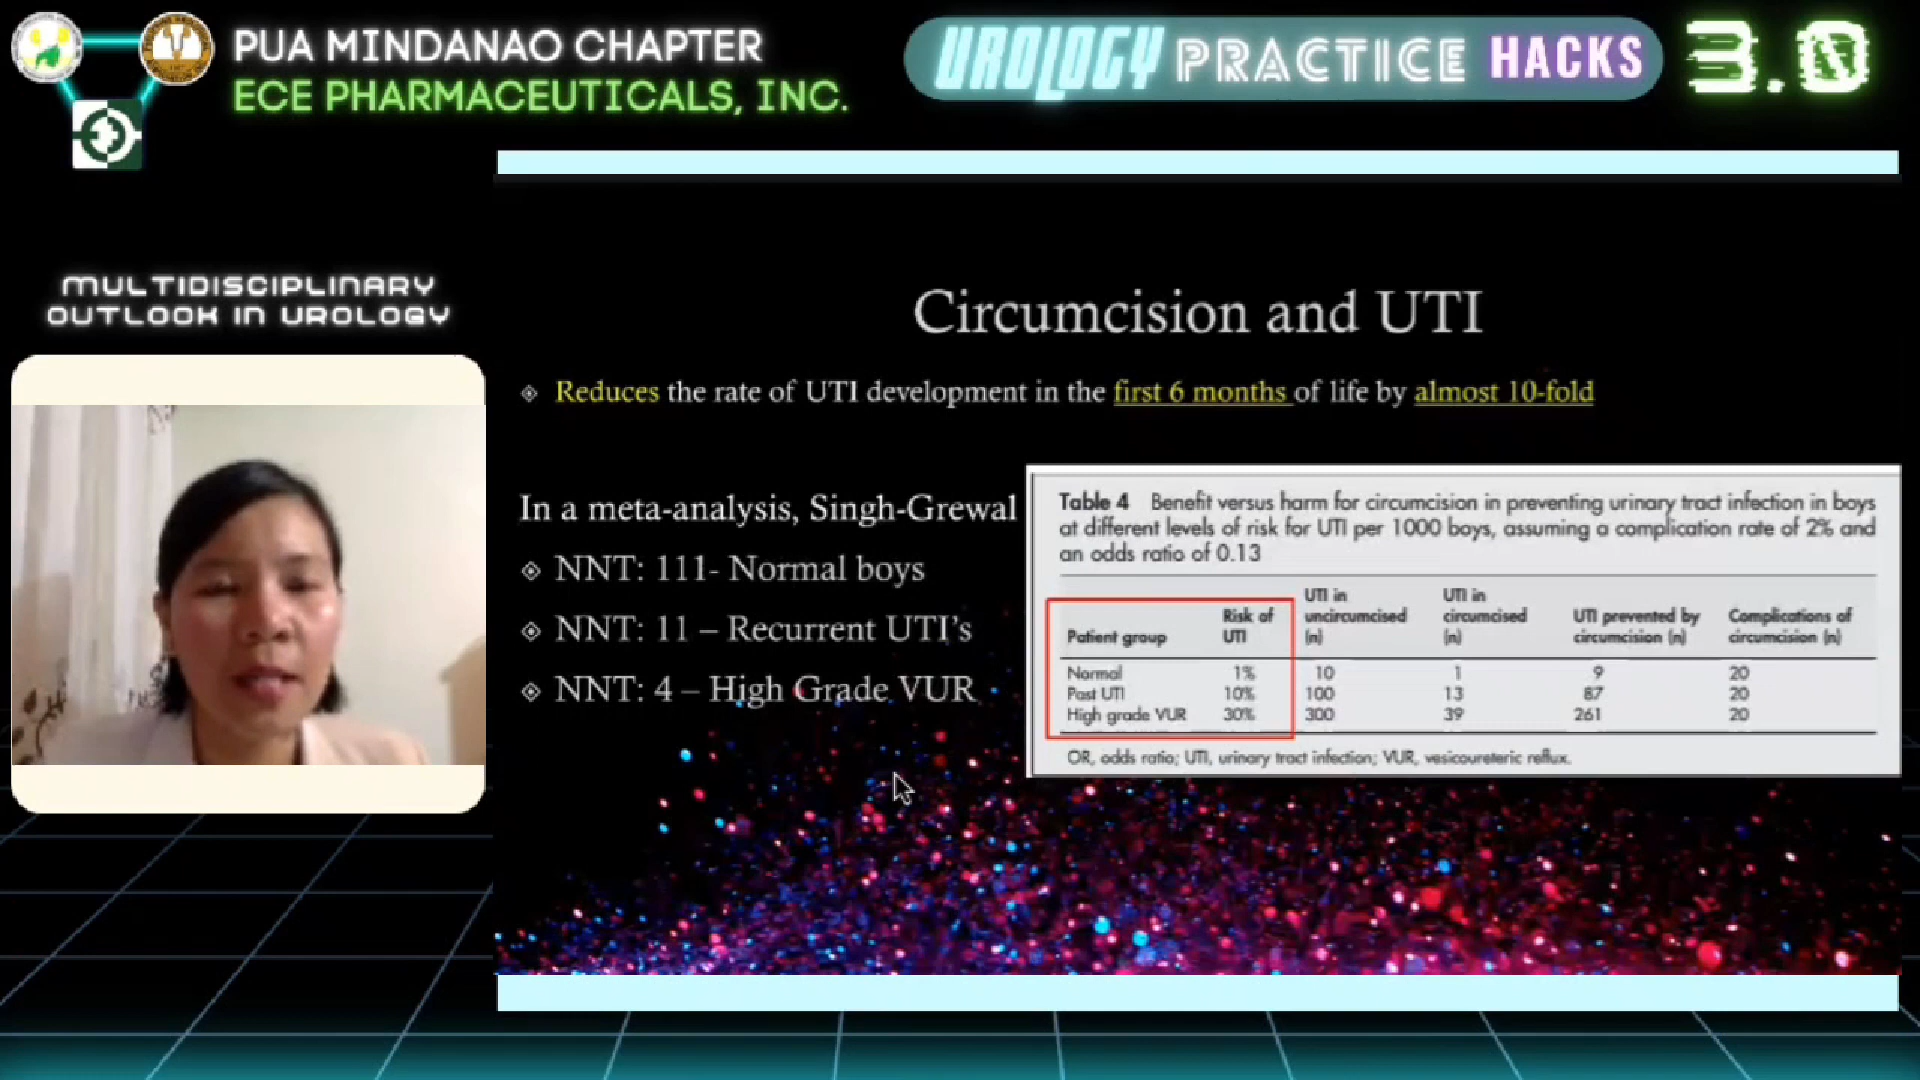 PUA MINDANAO CHAPTER
ECE PHARMACEUTICALS, INC.
UROLOGY PRACTICE HACKS 3.0
MULTIDISCIPLINARY
OUTLOOK IN UROLOGY
Circumcision and UTI
Reduces the rate of UTI development in the first 6 months of life by almost 10-fold
In a meta-analysis, Singh-Grewal
NNT: 111- Normal boys
NNT: 11 – Recurrent UTI's
NNT: 4 – High Grade VUR
Table 4 Benefit versus harm for circumcision in preventing urinary tract infection in boys
at different levels of risk for UTI per 1000 boys, assuming a complication rate of 2% and
an odds ratio of 0.13
Patient group Risk of UTI UTI in uncircumcised (n) UTI in circumcised (n) UTI prevented by circumcision (n) Complications of circumcision (n)
Normal 1% 10 1 9 20
Past UTI 10% 100 13 87 20
High grade VUR 30% 300 39 261 20
OR, odds ratio; UTI, urinary tract infection; VUR, vesicoureteric reflux.